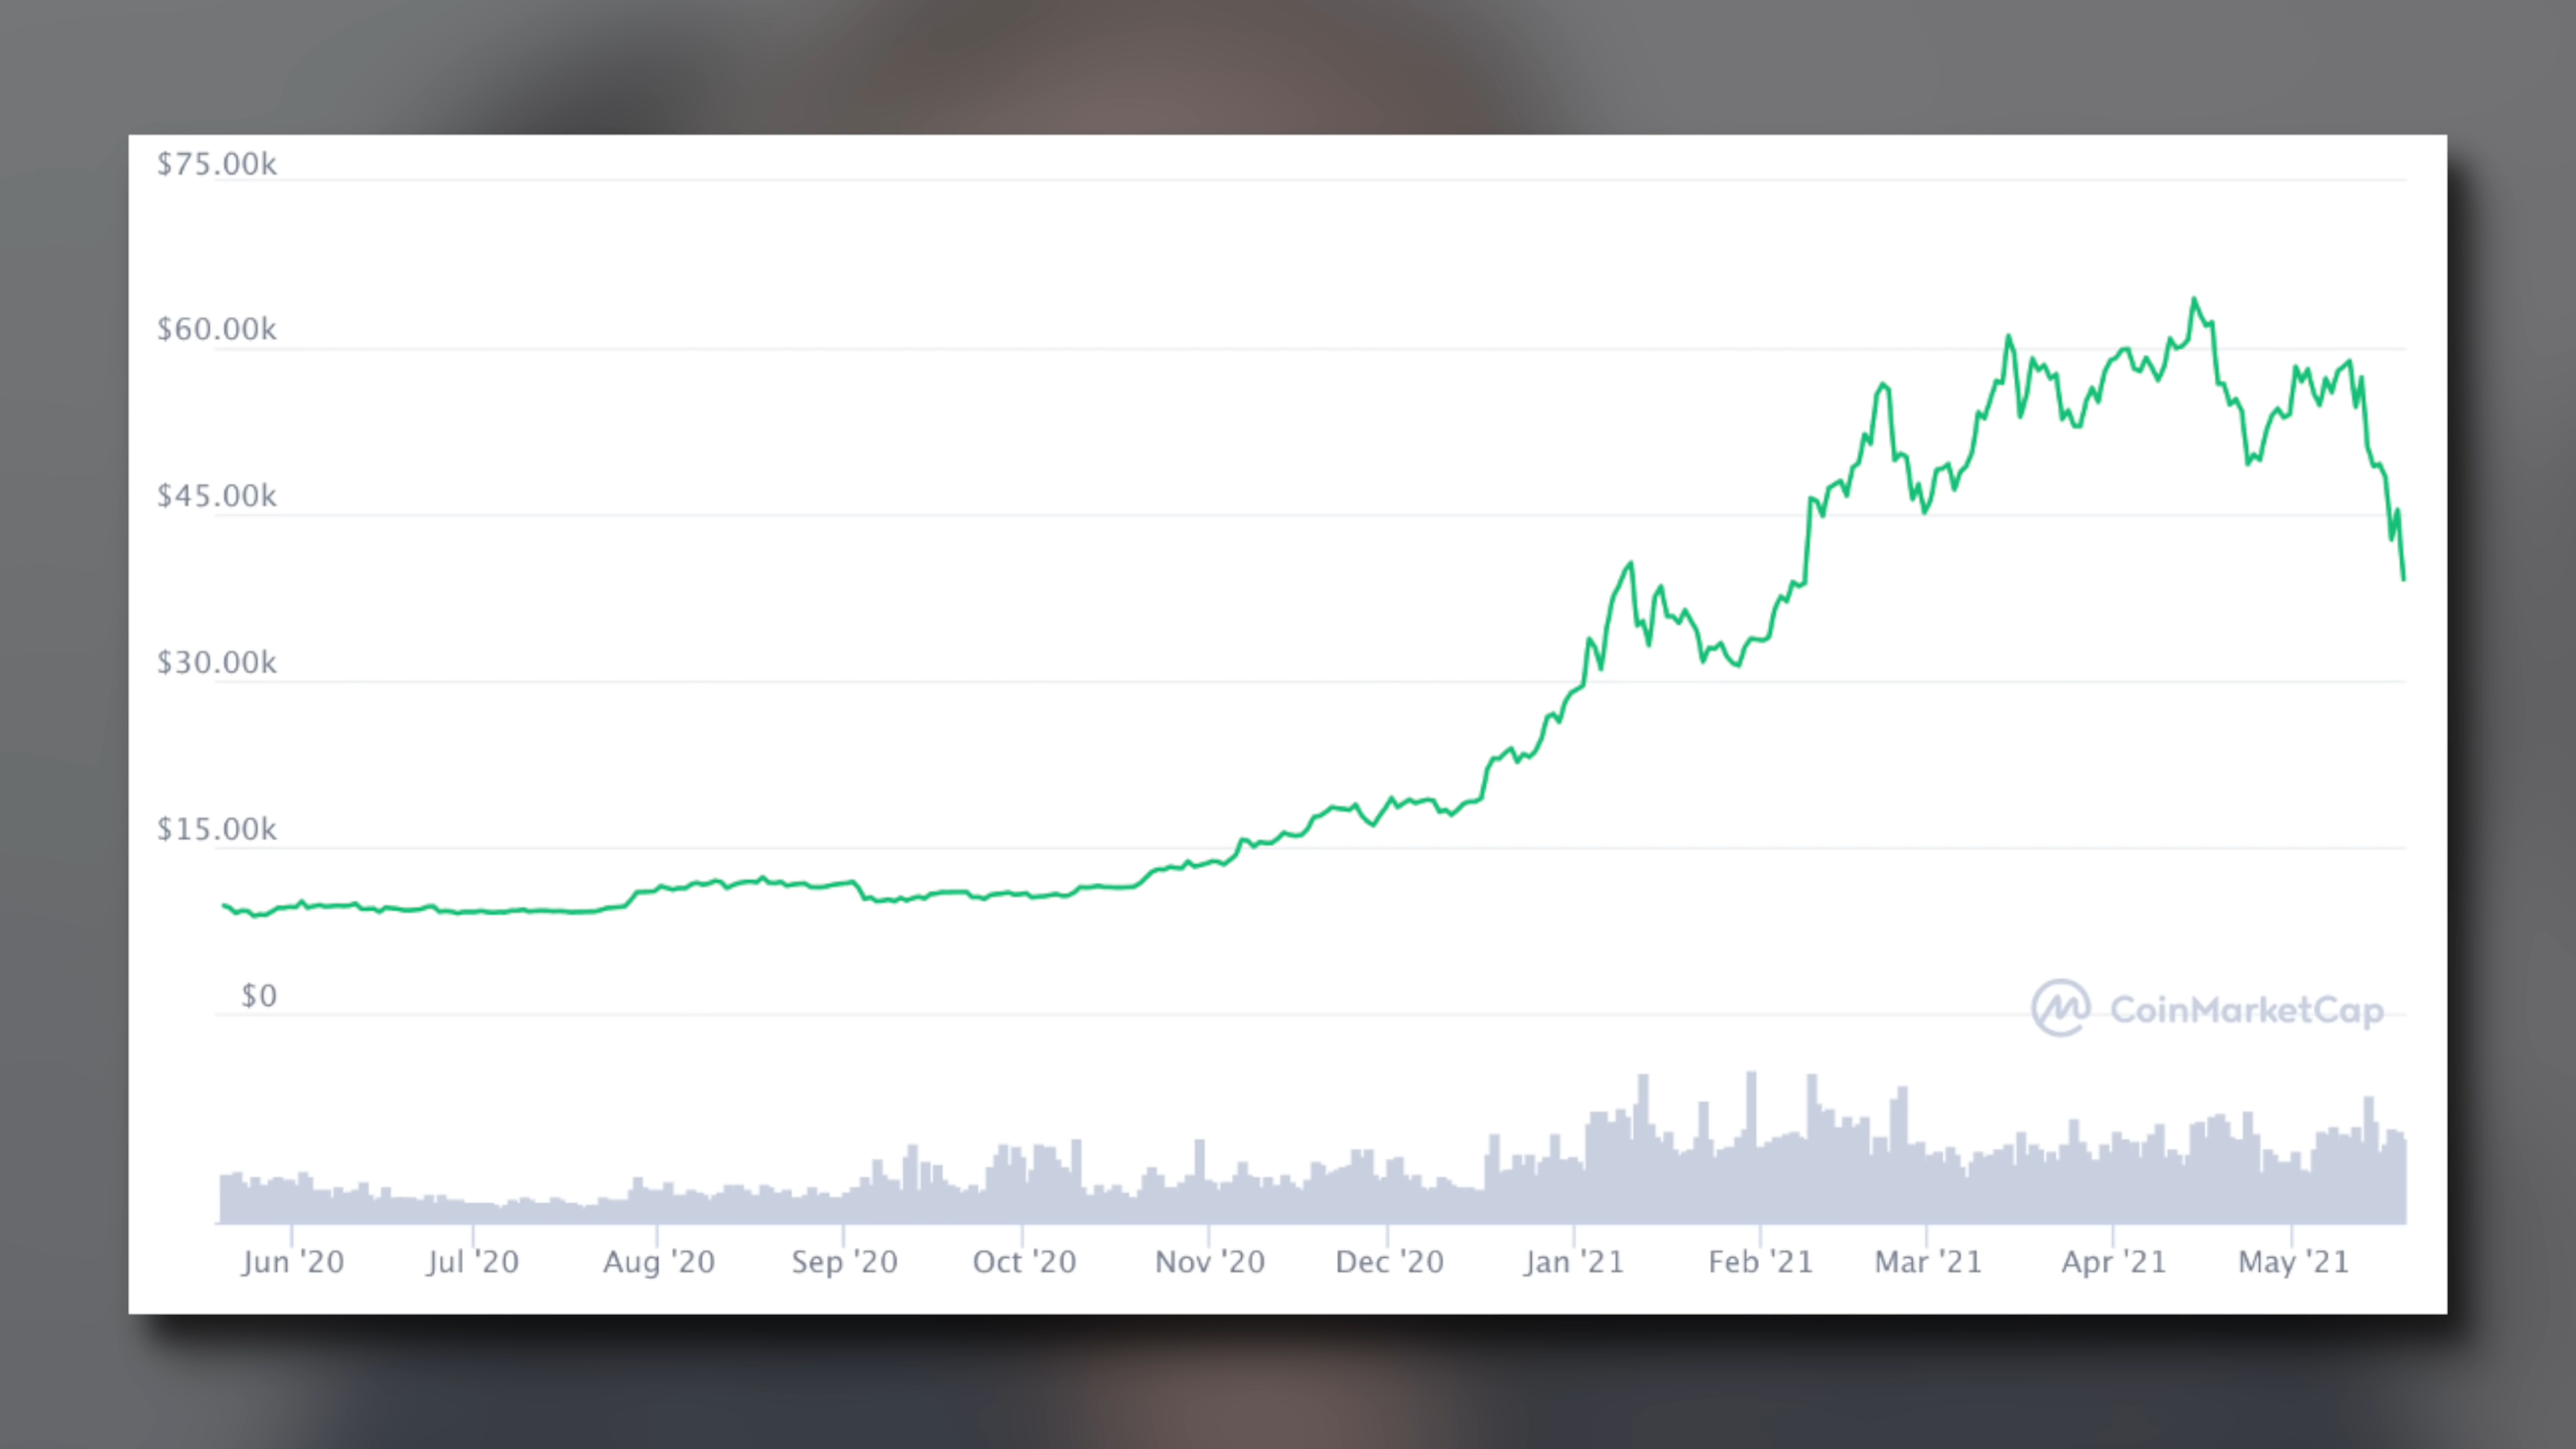 $75.00k
$60.00k
$45.00k
$30.00k
$15.00k
$0
CoinMarketCap
Jun '20 Jul '20 Aug '20 Sep '20 Oct '20 Nov '20 Dec '20 Jan '21 Feb '21 Mar '21 Apr '21 May '21